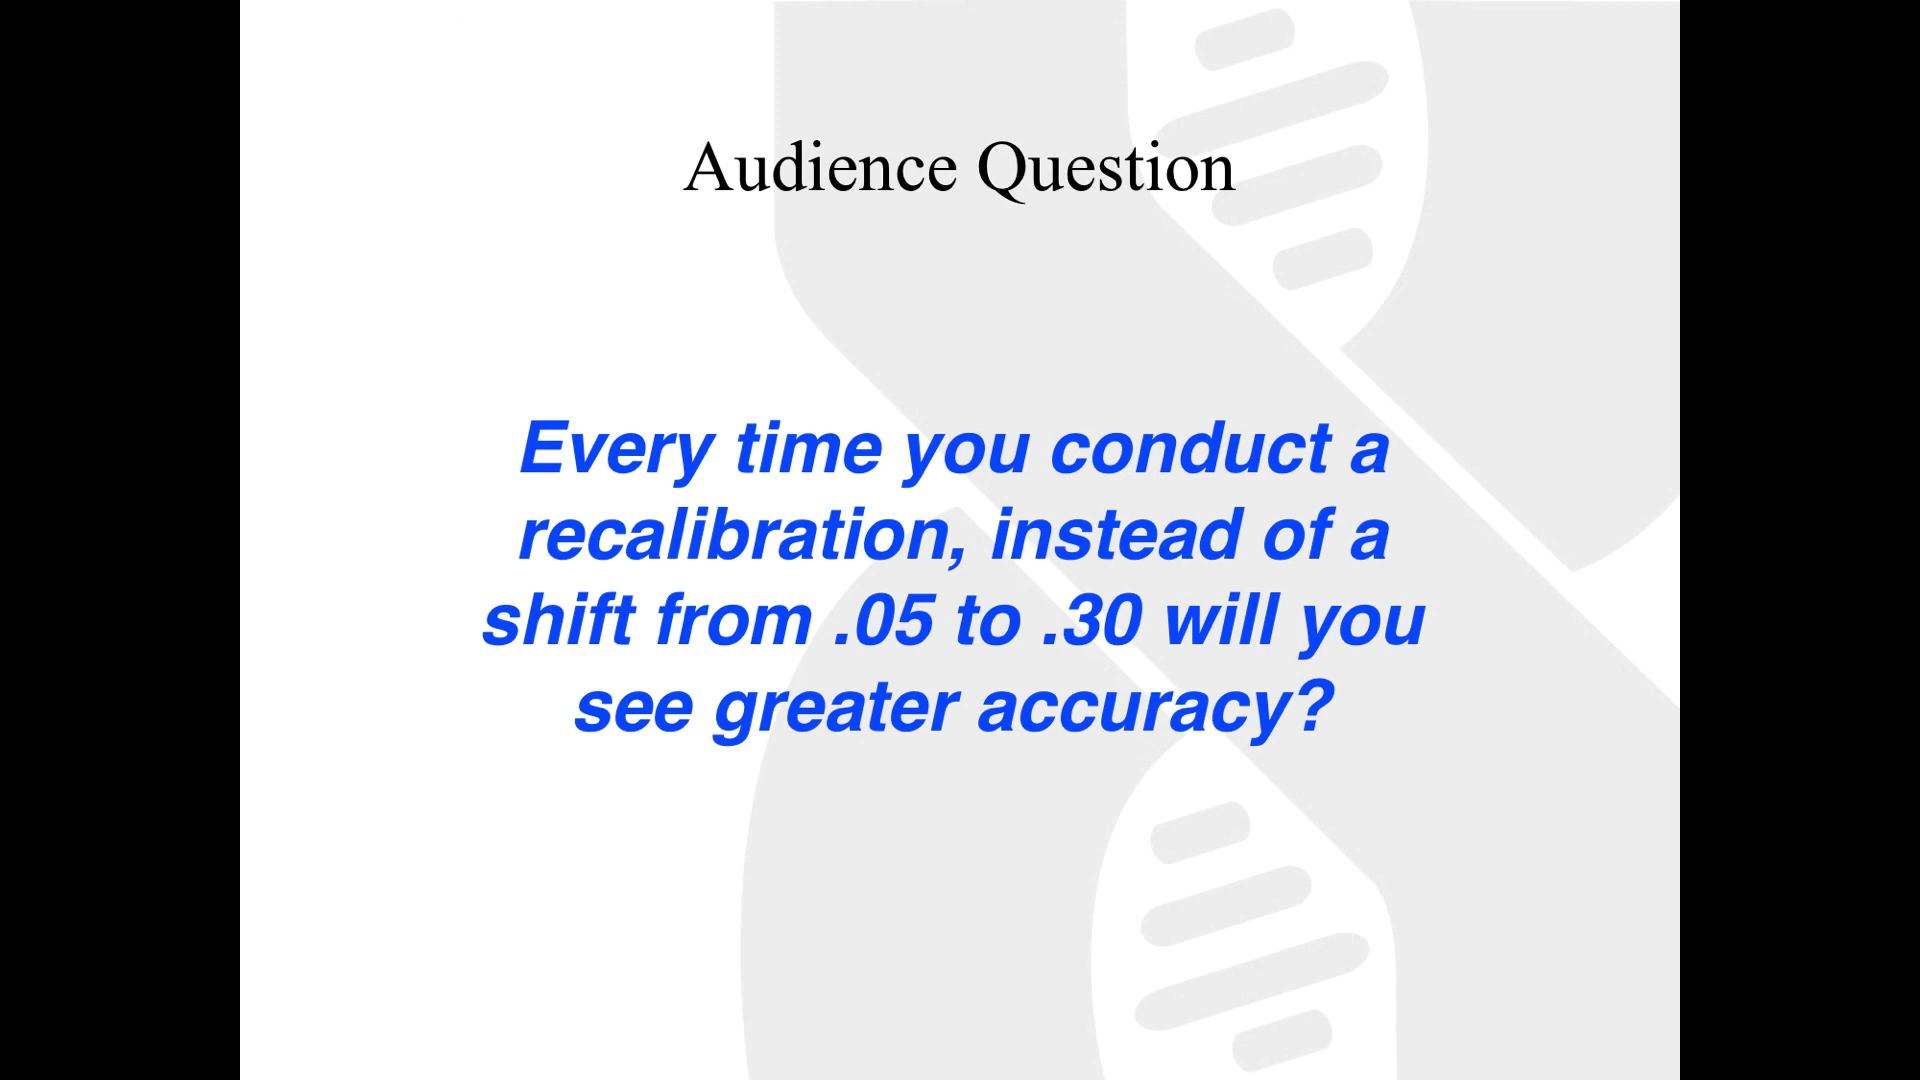 Audience Question
Every time you conduct a
recalibration, instead of a
shift from .05 to .30 will you
see greater accuracy?